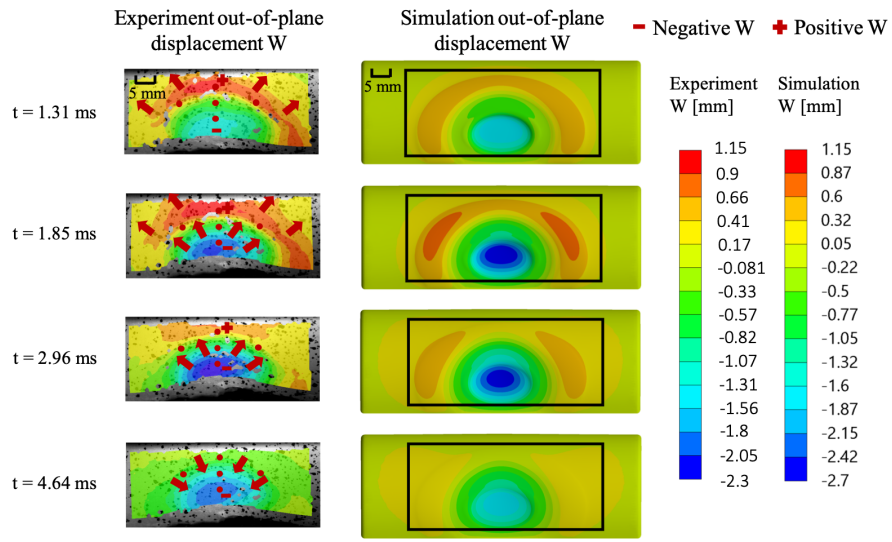 Experiment out-of-plane
displacement W
Simulation out-of-plane
displacement W
Negative W
Positive W
5 mm
5 mm
t = 1.31 ms
t = 1.85 ms
t = 2.96 ms
t = 4.64 ms
Experiment
W [mm]
Simulation
W [mm]
1.15
0.9
0.66
0.41
0.17
-0.081
-0.33
-0.57
-0.82
-1.07
-1.31
-1.56
-1.8
-2.05
-2.3
1.15
0.87
0.6
0.32
0.05
-0.22
-0.5
-0.77
-1.05
-1.32
-1.6
-1.87
-2.15
-2.42
-2.7